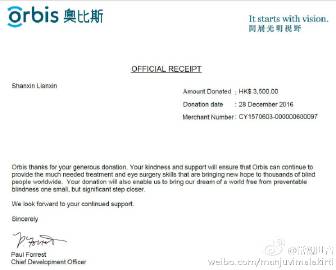 Orbis 奧比斯
It starts with vision.
開展光明視野
OFFICIAL RECEIPT
Shanxin Lianxin
Amount Donated : HK$ 3,500.00
Donation date : 28 December 2016
Merchant Number: CY1570603-000000600097
Orbis thanks for your generous donation. Your kindness and support will ensure that Orbis can continue to
provide the much needed treatment and eye surgery skills that are bringing new hope to thousands of blind
people worldwide. Your donation will also enable us to bring our dream of a world free from preventable
blindness one small, but significant step closer.
We look forward to your continued support.
Sincerely
Paul Forrest
Chief Development Officer
weibo.com/manjuvimalakirti